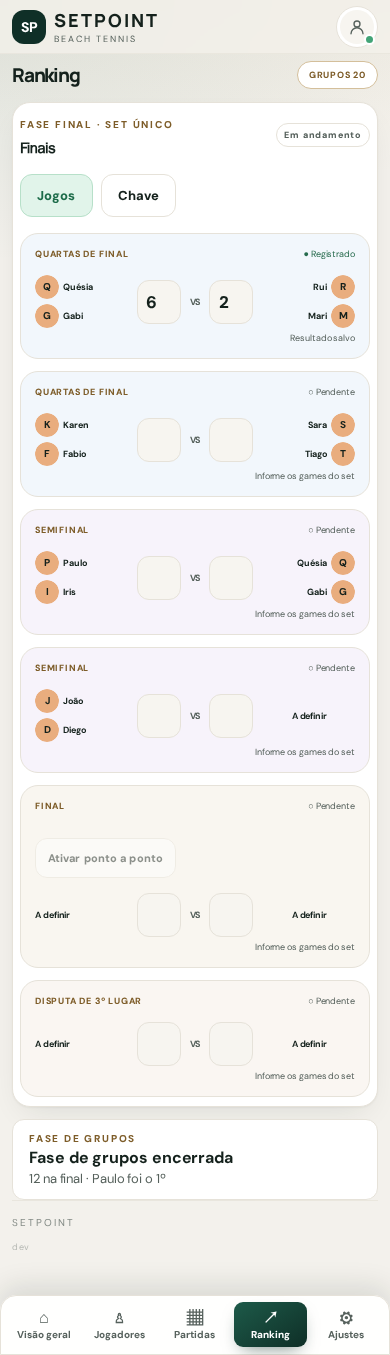 SP SETPOINT
BEACH TENNIS
Ranking
GRUPOS 20
FASE FINAL · SET ÚNICO
Finais
Em andamento
Jogos
Chave
QUARTAS DE FINAL
● Registrado
Q Quésia
G Gabi
6 VS 2
Rui R
Mari M
Resultado salvo
QUARTAS DE FINAL
○ Pendente
K Karen
F Fabio
VS
Sara S
Tiago T
Informe os games do set
SEMIFINAL
○ Pendente
P Paulo
I Iris
VS
Quésia Q
Gabi G
Informe os games do set
SEMIFINAL
○ Pendente
J João
D Diego
VS
A definir
Informe os games do set
FINAL
○ Pendente
Ativar ponto a ponto
A definir
VS
A definir
Informe os games do set
DISPUTA DE 3º LUGAR
○ Pendente
A definir
VS
A definir
Informe os games do set
FASE DE GRUPOS
Fase de grupos encerrada
12 na final · Paulo foi o 1º
SETPOINT
dev
Visão geral
Jogadores
Partidas
Ranking
Ajustes